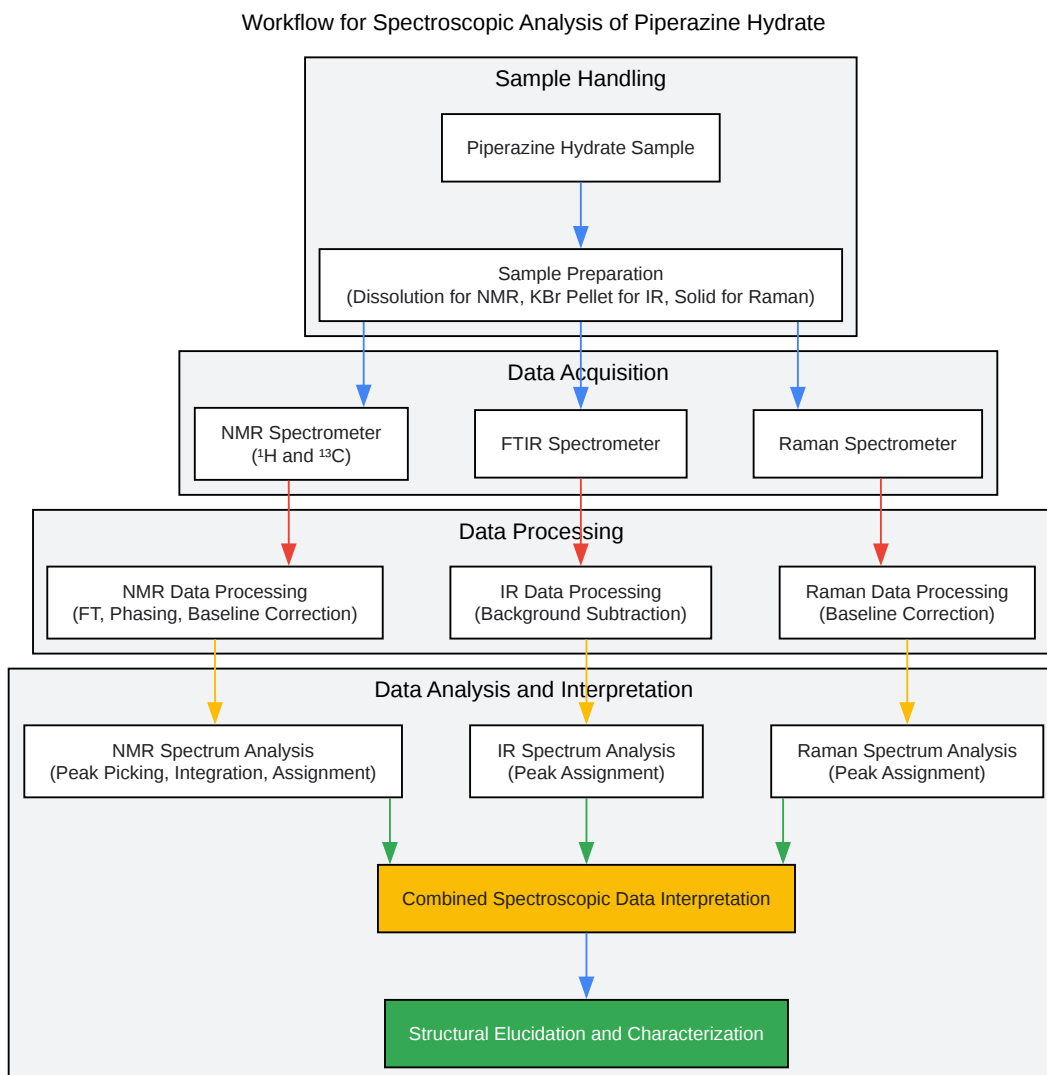 Workflow for Spectroscopic Analysis of Piperazine Hydrate
Sample Handling
Piperazine Hydrate Sample
Sample Preparation
(Dissolution for NMR, KBr Pellet for IR, Solid for Raman)
Data Acquisition
NMR Spectrometer
(¹H and ¹³C)
FTIR Spectrometer
Raman Spectrometer
Data Processing
NMR Data Processing
(FT, Phasing, Baseline Correction)
IR Data Processing
(Background Subtraction)
Raman Data Processing
(Baseline Correction)
Data Analysis and Interpretation
NMR Spectrum Analysis
(Peak Picking, Integration, Assignment)
IR Spectrum Analysis
(Peak Assignment)
Raman Spectrum Analysis
(Peak Assignment)
Combined Spectroscopic Data Interpretation
Structural Elucidation and Characterization